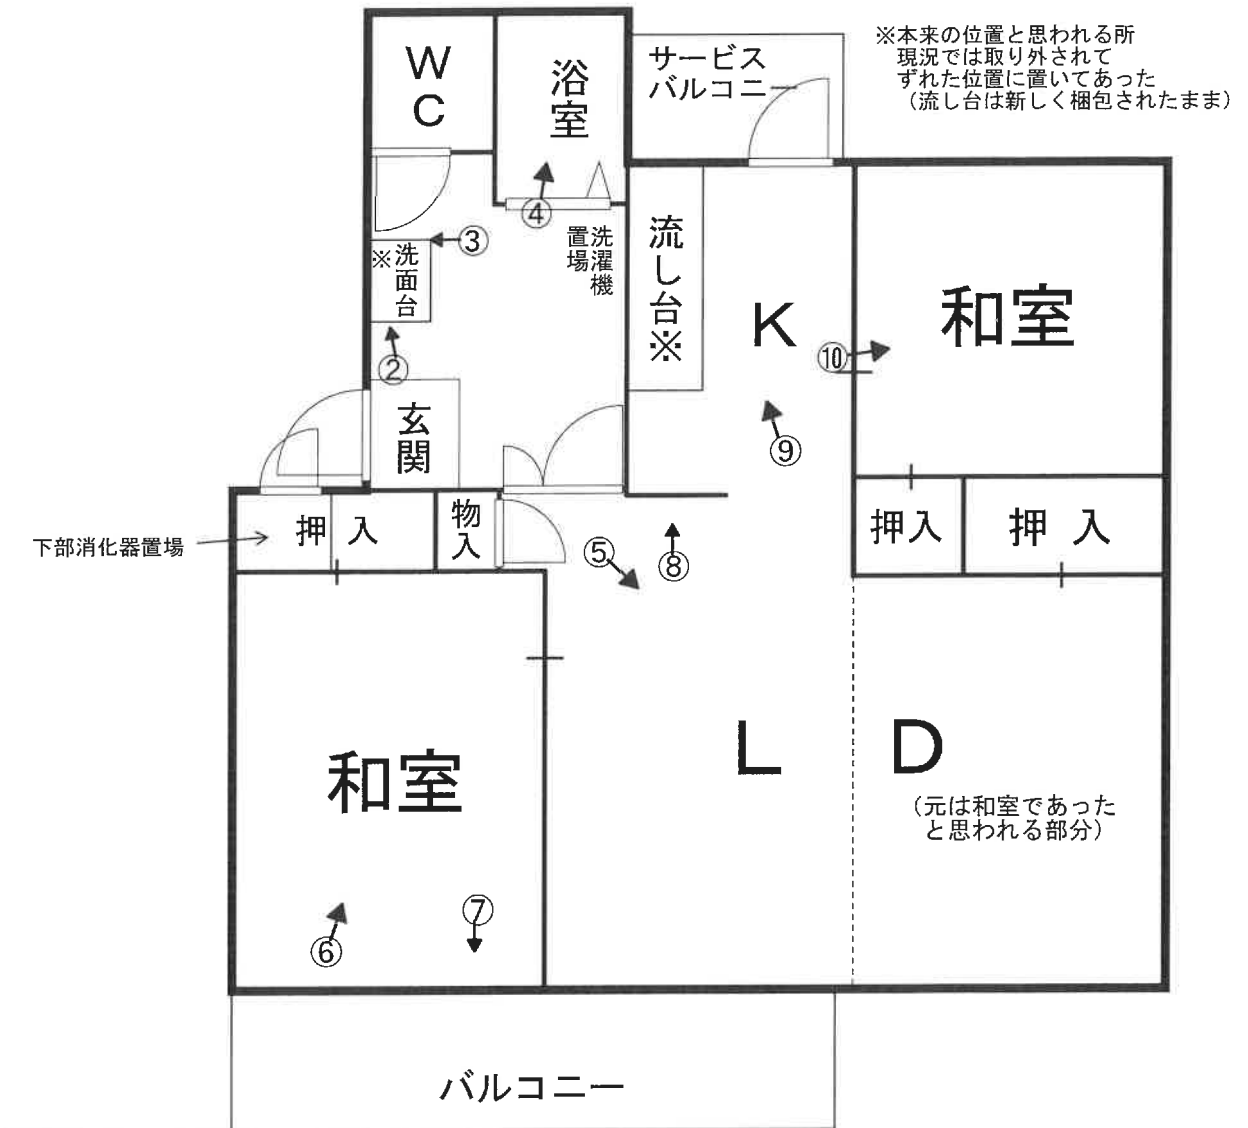 WC
浴室
サービス
バルコニー
※本来の位置と思われる所
現況では取り外されて
ずれた位置に置いてあった
（流し台は新しく梱包されたまま）
④
③
※洗面台
洗濯機
置場
流し台※
K
和室
⑩
②
玄関
⑨
下部消化器置場
押入
物入
⑤
⑧
押入
押入
和室
L D
（元は和室であった
と思われる部分）
⑥
⑦
バルコニー